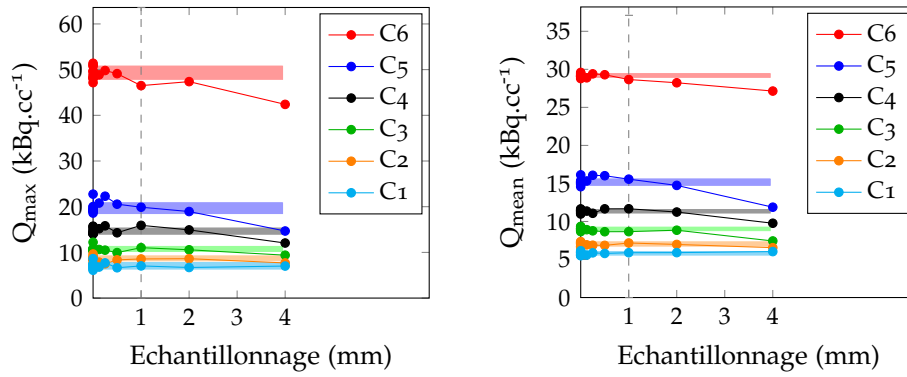 60
50
40
30
20
10
0
1 2 3 4
Qmax (kBq.cc⁻¹)
Echantillonnage (mm)
C6
C5
C4
C3
C2
C1
35
30
25
20
15
10
5
0
1 2 3 4
Qmean (kBq.cc⁻¹)
Echantillonnage (mm)
C6
C5
C4
C3
C2
C1